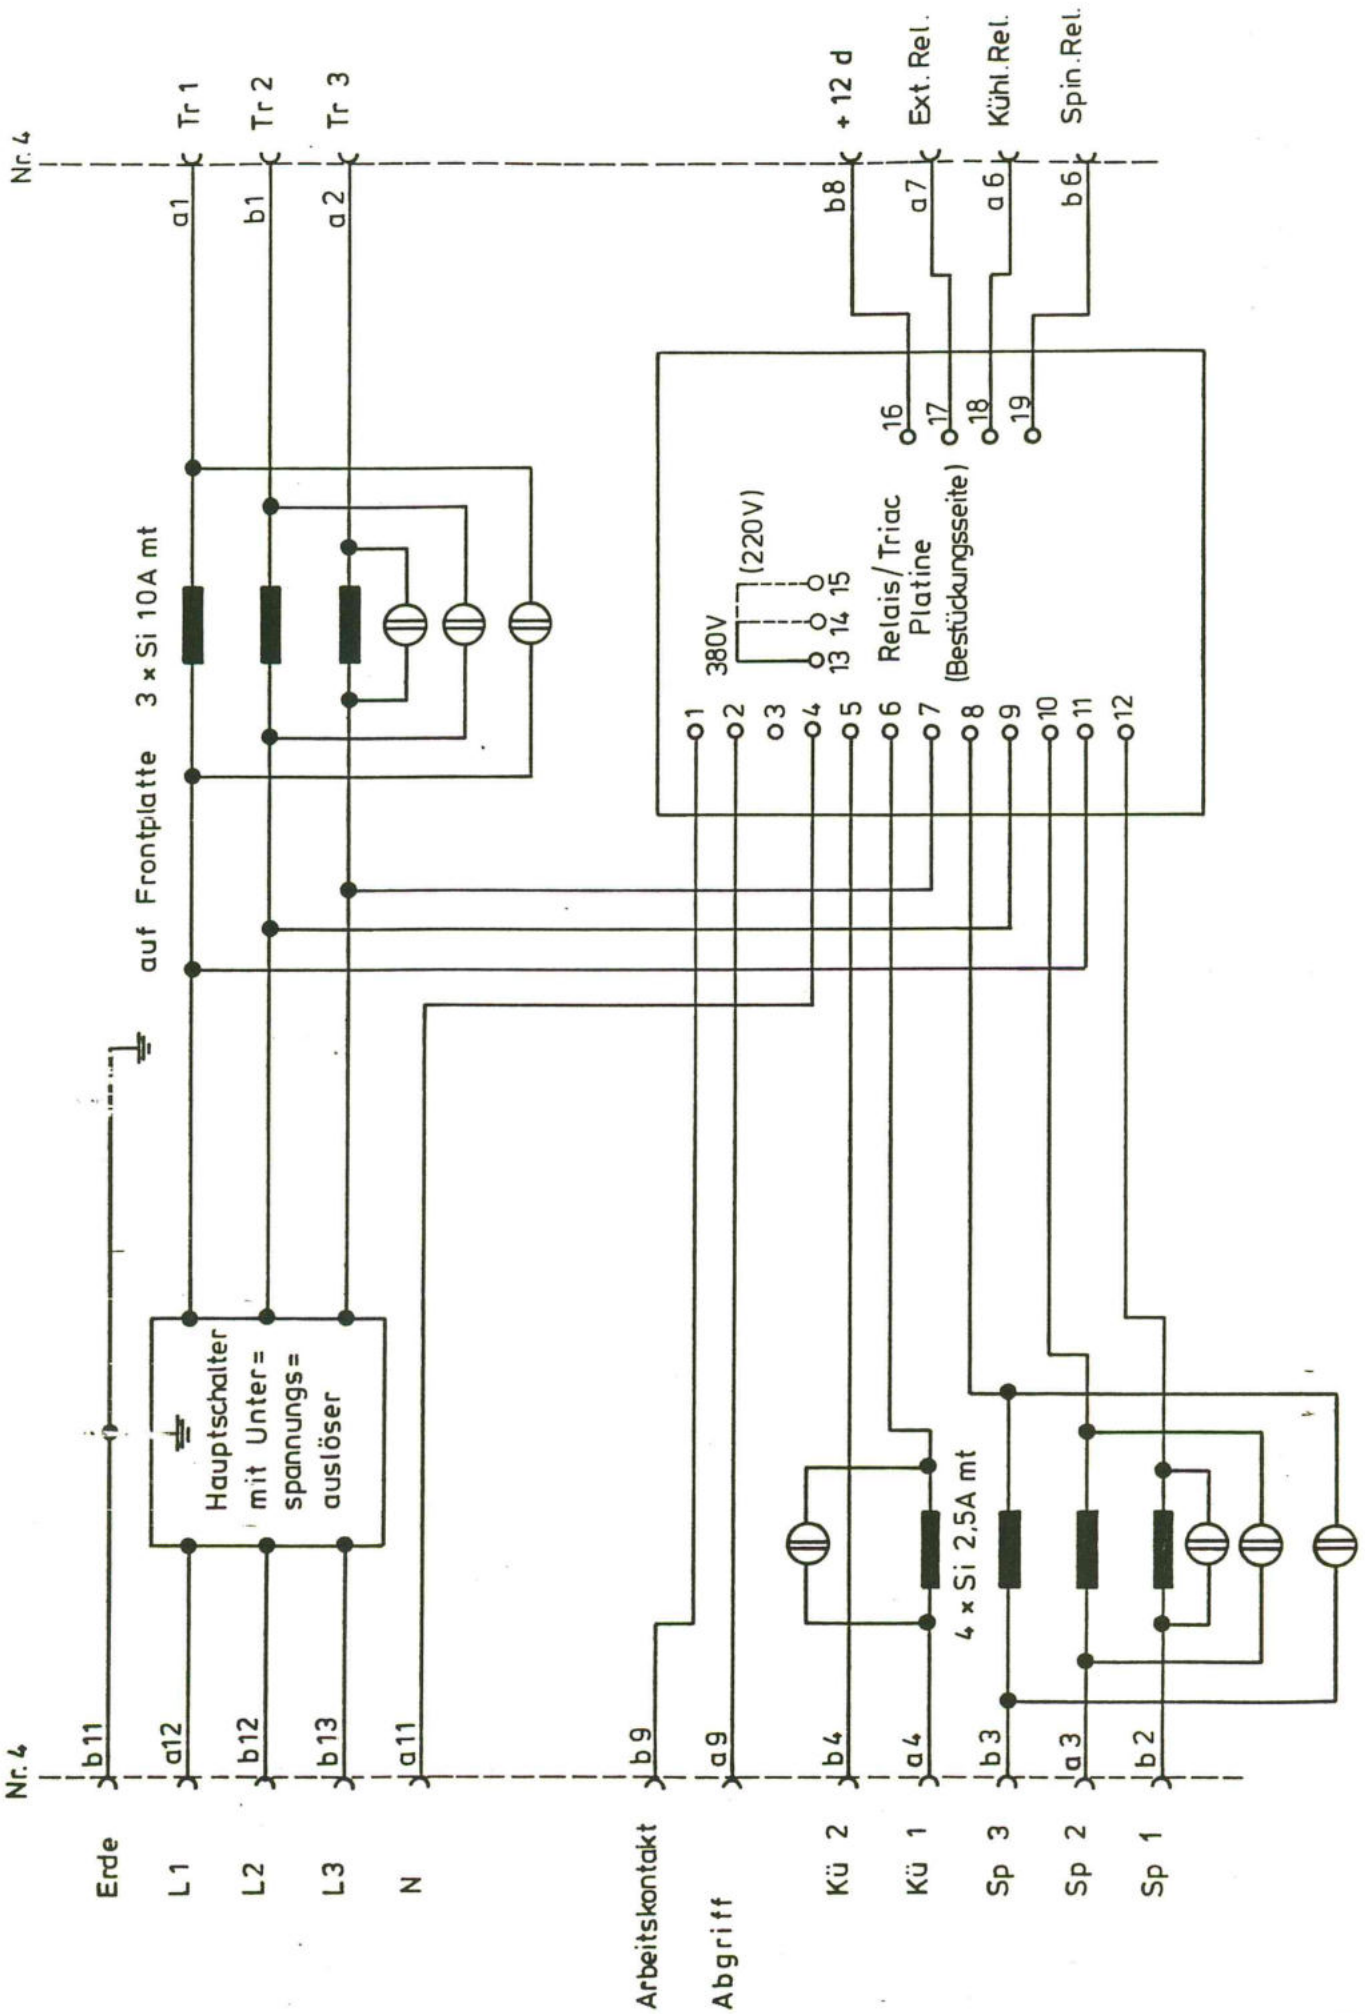 Nr. 4
Nr. 4
Erde
b11
L1
a12
L2
b12
L3
b13
N
a11
Hauptschalter
mit Unter=
spannungs=
auslöser
auf Frontplatte 3 x Si 10A mt
a1
Tr 1
b1
Tr 2
a2
Tr 3
Arbeitskontakt
b9
Abgriff
a9
Kü 2
b4
Kü 1
a4
4 x Si 2,5A mt
Sp 3
b3
Sp 2
a3
Sp 1
b2
1
2
3
4
5
6
7
8
9
10
11
12
380V
(220V)
13
14
15
Relais/Triac
Platine
(Bestückungsseite)
16
17
18
19
b8
+12 d
a7
Ext.Rel.
a6
Kühl.Rel.
b6
Spin.Rel.